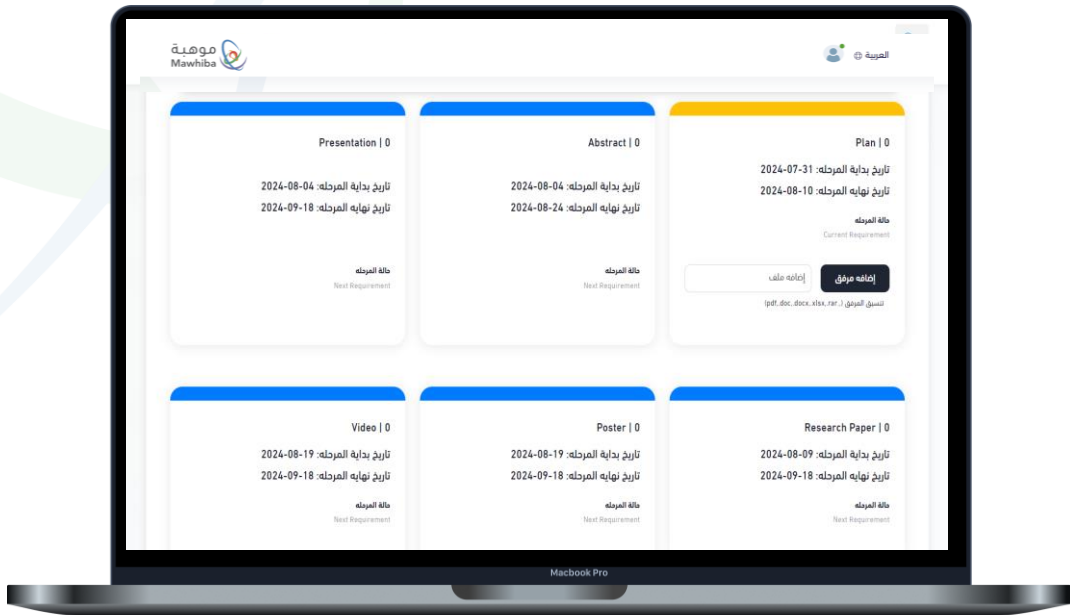 موهبة
Mawhiba
العربية
Plan | 0
تاريخ بداية المرحله: 31-07-2024
تاريخ نهايه المرحله: 10-08-2024
حالة المرحله
Current Requirement
إضافه مرفق
إضافه ملف
تنسيق المرفق (.pdf,.doc,.docx,.xlsx,.rar)
Abstract | 0
تاريخ بداية المرحله: 04-08-2024
تاريخ نهايه المرحله: 24-08-2024
حالة المرحله
Next Requirement
Presentation | 0
تاريخ بداية المرحله: 04-08-2024
تاريخ نهايه المرحله: 18-09-2024
حالة المرحله
Next Requirement
Research Paper | 0
تاريخ بداية المرحله: 09-08-2024
تاريخ نهايه المرحله: 18-09-2024
حالة المرحله
Next Requirement
Poster | 0
تاريخ بداية المرحله: 19-08-2024
تاريخ نهايه المرحله: 18-09-2024
حالة المرحله
Next Requirement
Video | 0
تاريخ بداية المرحله: 19-08-2024
تاريخ نهايه المرحله: 18-09-2024
حالة المرحله
Next Requirement
Macbook Pro